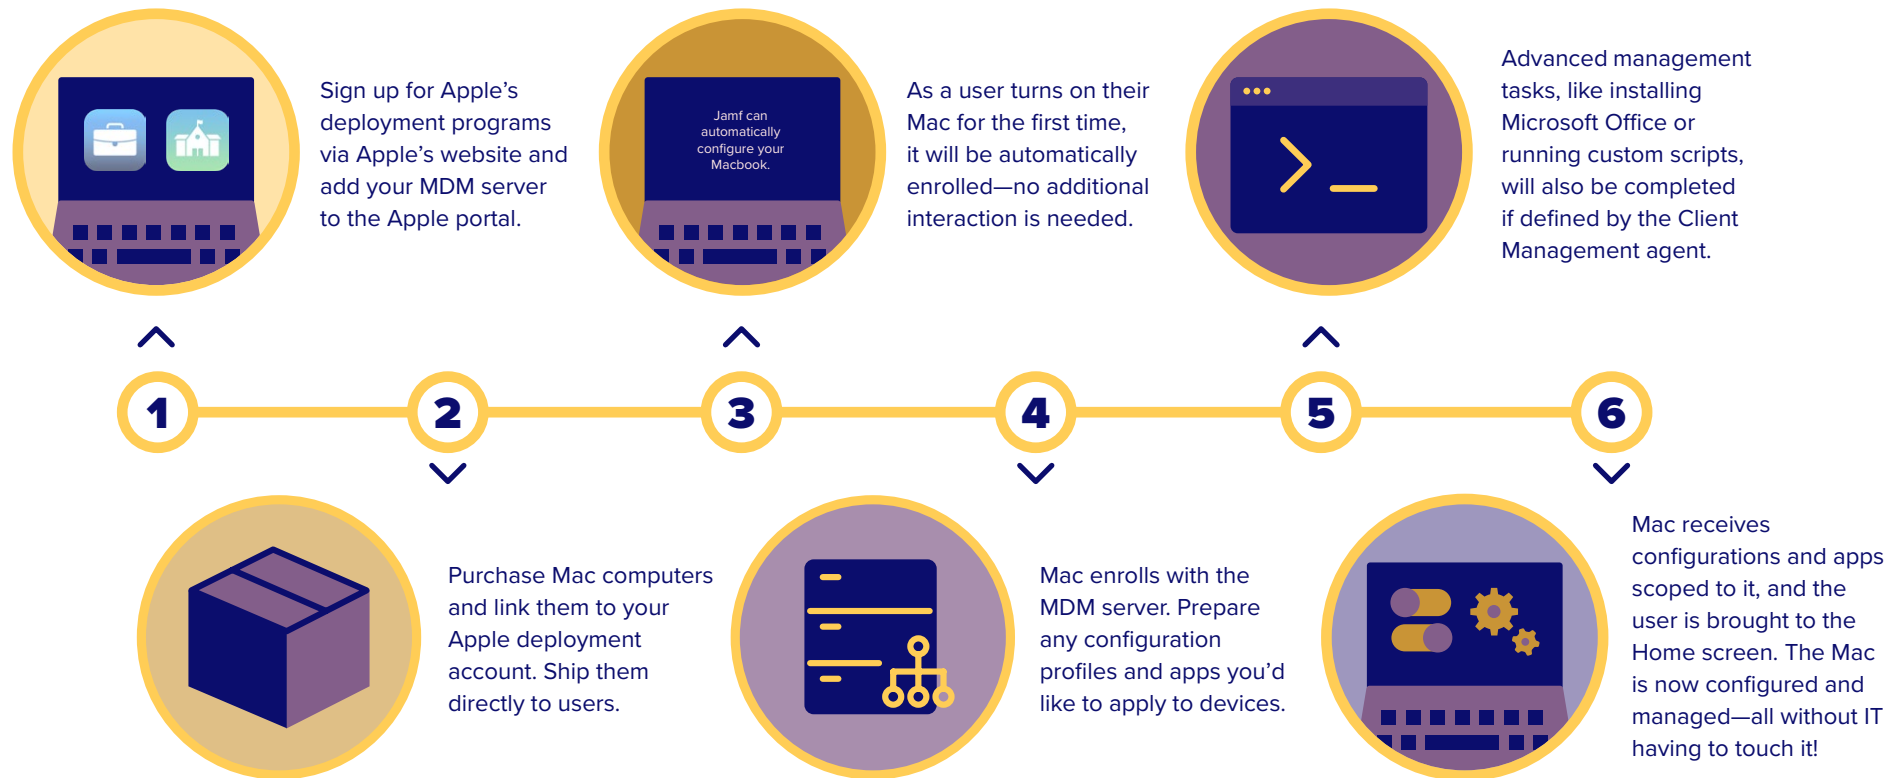 Sign up for Apple’s
deployment programs
via Apple’s website and
add your MDM server
to the Apple portal.
Jamf can
automatically
configure your
Macbook.
As a user turns on their
Mac for the first time,
it will be automatically
enrolled—no additional
interaction is needed.
Advanced management
tasks, like installing
Microsoft Office or
running custom scripts,
will also be completed
if defined by the Client
Management agent.
1
2
3
4
5
6
Purchase Mac computers
and link them to your
Apple deployment
account. Ship them
directly to users.
Mac enrolls with the
MDM server. Prepare
any configuration
profiles and apps you’d
like to apply to devices.
Mac receives
configurations and apps
scoped to it, and the
user is brought to the
Home screen. The Mac
is now configured and
managed—all without IT
having to touch it!